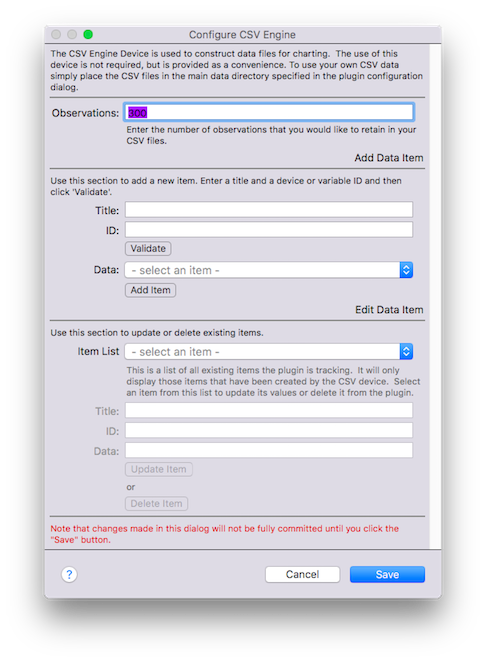 Configure CSV Engine
The CSV Engine Device is used to construct data files for charting.  The use of this
device is not required, but is provided as a convenience. To use your own CSV data
simply place the CSV files in the main data directory specified in the plugin configuration
dialog.
Observations: 300
Enter the number of observations that you would like to retain in your
CSV files.
Add Data Item
Use this section to add a new item. Enter a title and a device or variable ID and then
click 'Validate'.
Title:
ID:
Validate
Data: - select an item -
Add Item
Edit Data Item
Use this section to update or delete existing items.
Item List - select an item -
This is a list of all existing items the plugin is tracking.  It will only
display those items that have been created by the CSV device.  Select
an item from this list to update its values or delete it from the plugin.
Title:
ID:
Data:
Update Item
or
Delete Item
Note that changes made in this dialog will not be fully committed until you click the
"Save" button.
? Cancel Save